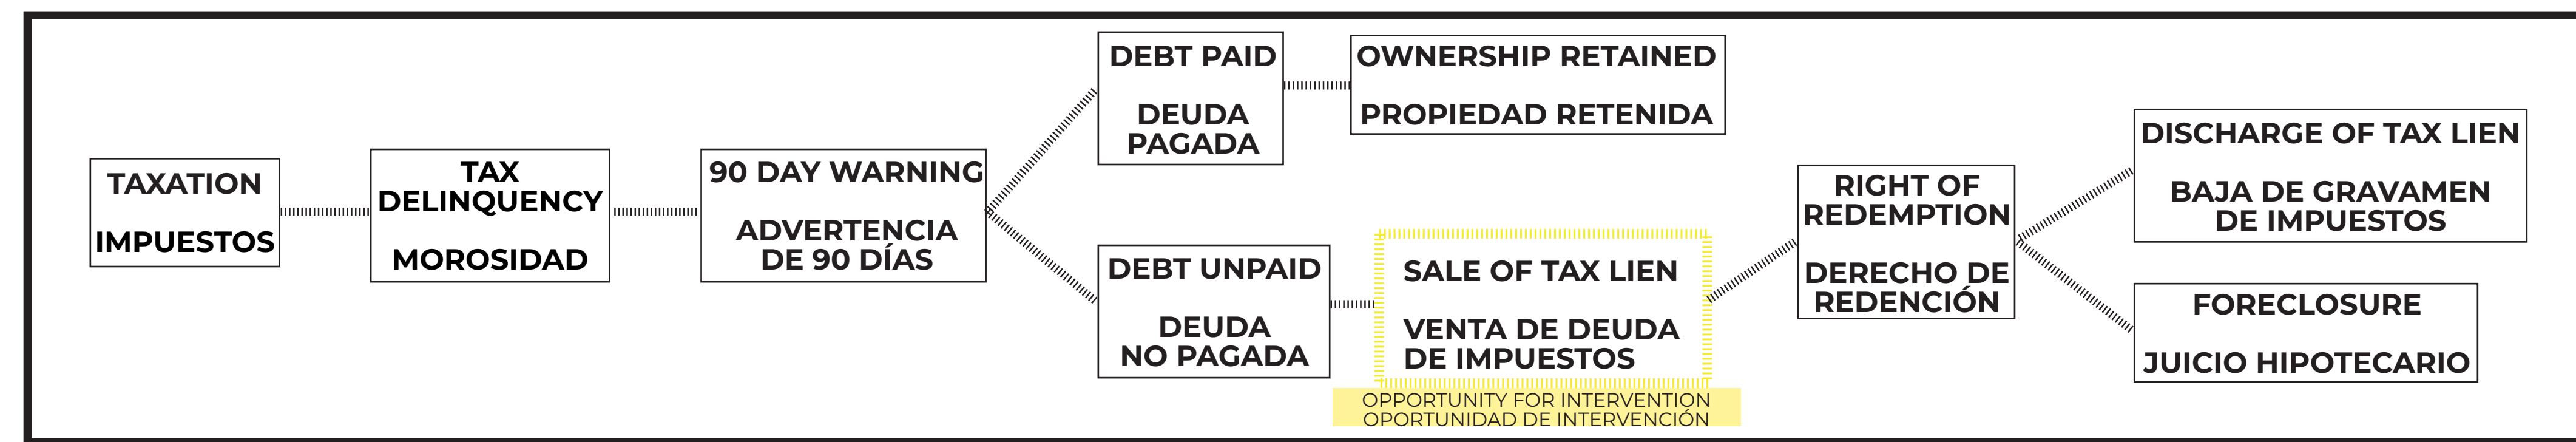 TAXATION
IMPUESTOS
TAX
DELINQUENCY
MOROSIDAD
90 DAY WARNING
ADVERTENCIA
DE 90 DÍAS
DEBT PAID
DEUDA
PAGADA
OWNERSHIP RETAINED
PROPIEDAD RETENIDA
DEBT UNPAID
DEUDA
NO PAGADA
SALE OF TAX LIEN
VENTA DE DEUDA
DE IMPUESTOS
OPPORTUNITY FOR INTERVENTION
OPORTUNIDAD DE INTERVENCIÓN
RIGHT OF
REDEMPTION
DERECHO DE
REDENCIÓN
DISCHARGE OF TAX LIEN
BAJA DE GRAVAMEN
DE IMPUESTOS
FORECLOSURE
JUICIO HIPOTECARIO